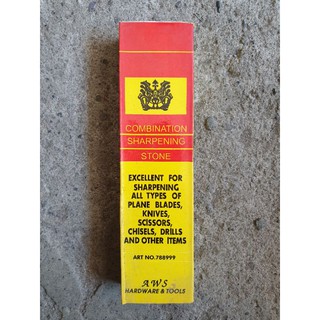 COMBINATION
SHARPENING
STONE
EXCELLENT FOR
SHARPENING
ALL TYPES OF
PLANE BLADES,
KNIVES,
SCISSORS,
CHISELS, DRILLS
AND OTHER ITEMS
ART NO.788999
AWS
HARDWARE & TOOLS